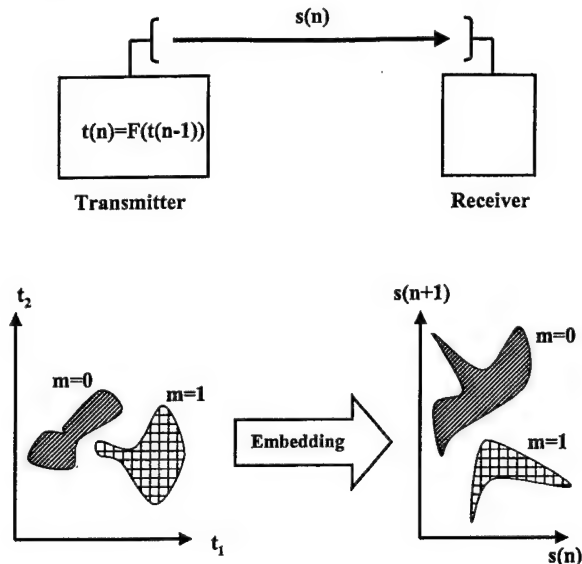 s(n)
t(n)=F(t(n-1))
Transmitter
Receiver
t₂
m=0
m=1
t₁
Embedding
s(n+1)
m=0
m=1
s(n)